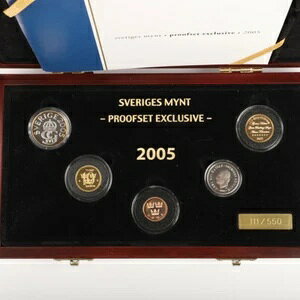 sveriges mynt • proofset exclusive • 2005
SVERIGES MYNT
– PROOFSET EXCLUSIVE –
2005
111 / 550